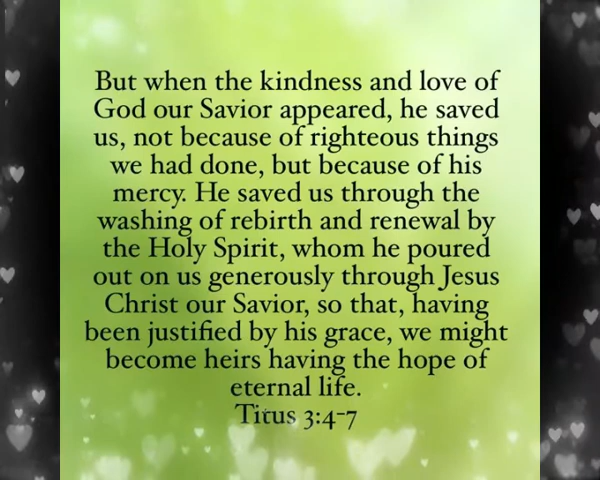 But when the kindness and love of
God our Savior appeared, he saved
us, not because of righteous things
we had done, but because of his
mercy. He saved us through the
washing of rebirth and renewal by
the Holy Spirit, whom he poured
out on us generously through Jesus
Christ our Savior, so that, having
been justified by his grace, we might
become heirs having the hope of
eternal life.
Titus 3:4-7